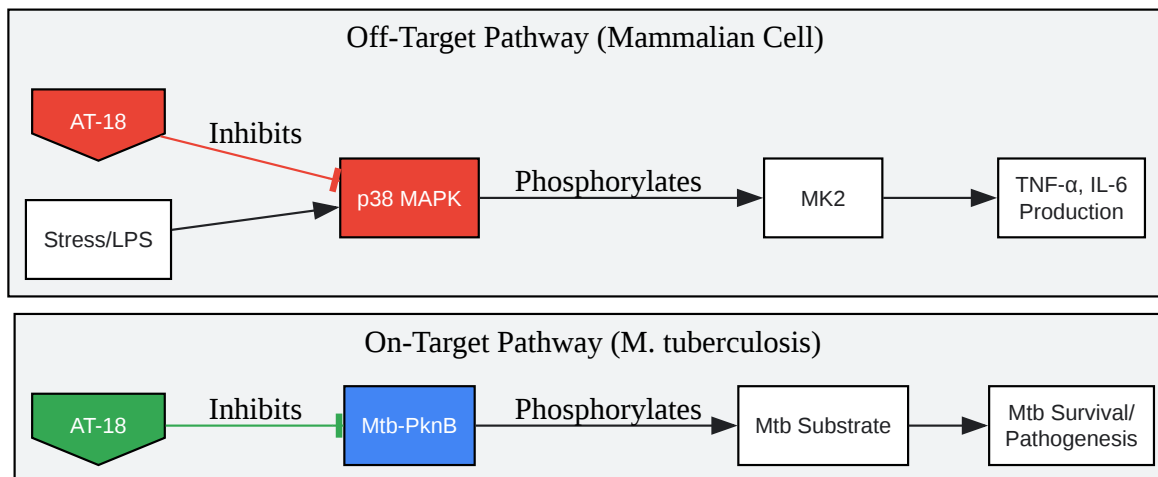 Off-Target Pathway (Mammalian Cell)
AT-18
Inhibits
Stress/LPS
p38 MAPK
Phosphorylates
MK2
TNF-α, IL-6
Production
On-Target Pathway (M. tuberculosis)
AT-18
Inhibits
Mtb-PknB
Phosphorylates
Mtb Substrate
Mtb Survival/
Pathogenesis